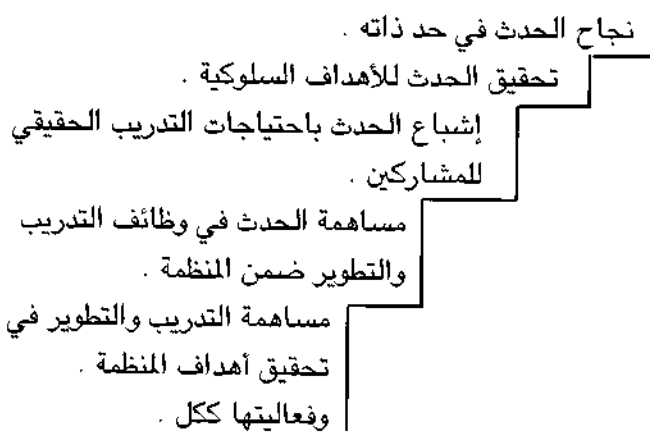 نجاح الحدث في حد ذاته .
تحقيق الحدث للأهداف السلوكية .
إشباع الحدث باحتياجات التدريب الحقيقي
للمشاركين .
مساهمة الحدث في وظائف التدريب
والتطوير ضمن المنظمة .
مساهمة التدريب والتطوير في
تحقيق أهداف المنظمة .
وفعاليتها ككل .